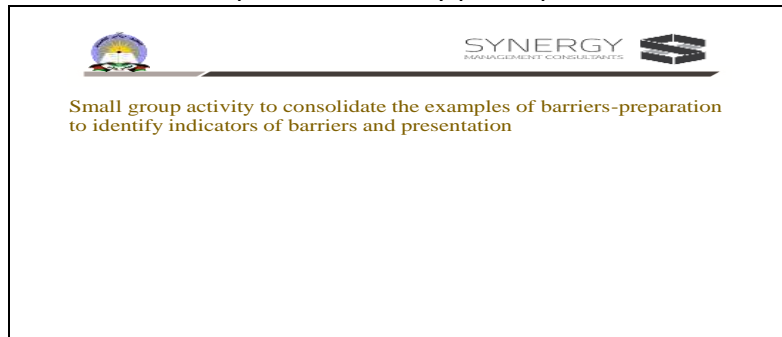 SYNERGY
MANAGEMENT CONSULTANTS
Small group activity to consolidate the examples of barriers-preparation
to identify indicators of barriers and presentation